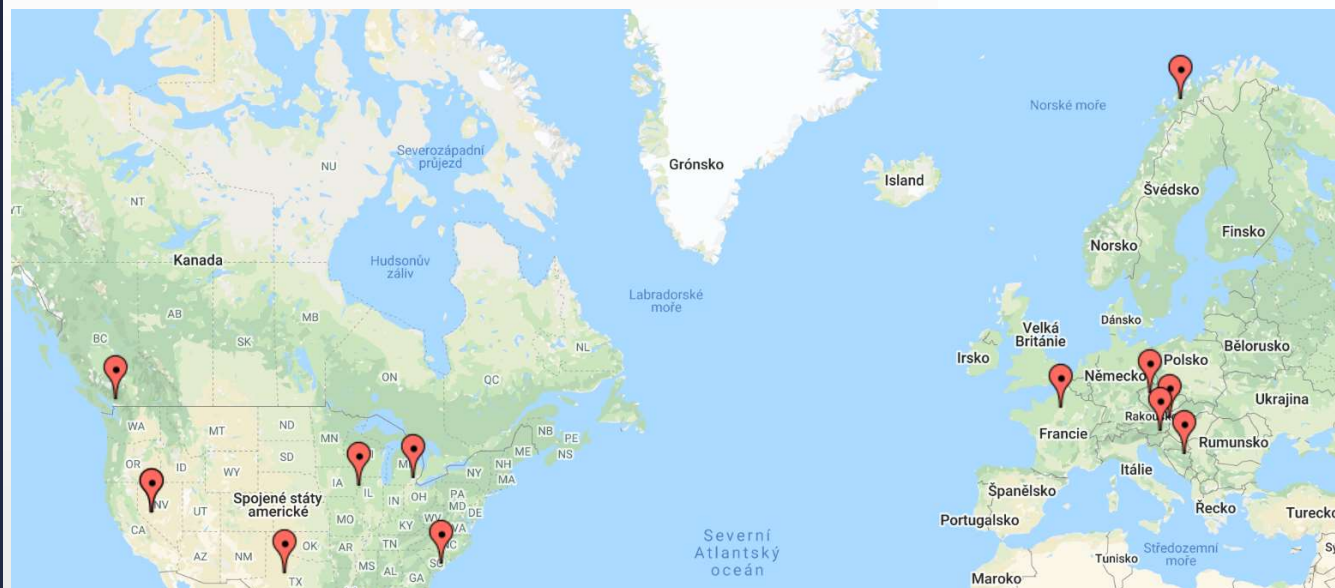 Grónsko
Norské moře
Severozápadní
průjezd
NU
Island
Švédsko
NT
Finsko
Norsko
Kanada
Hudsonův
záliv
Labradorské
moře
AB
MB
BC
SK
NL
ON
QC
Dánsko
Velká
Británie
Irsko
Polsko
Bělorusko
Německo
Ukrajina
Francie
Rumunsko
WA
MT
ND
MN
NB
PE
NS
ME
OR
ID
SD
WY
IA
IL
IN
OH
NY
NH
MA
PA
MD
DE
NV
UT
CA
Spojené státy
americké
MO
KY
WV
VA
NC
AZ
NM
OK
AR
TN
MS
AL
GA
SC
TX
Itálie
Španělsko
Portugalsko
Řecko
Severní
Atlantský
oceán
Tunisko
Středozemní
moře
Maroko